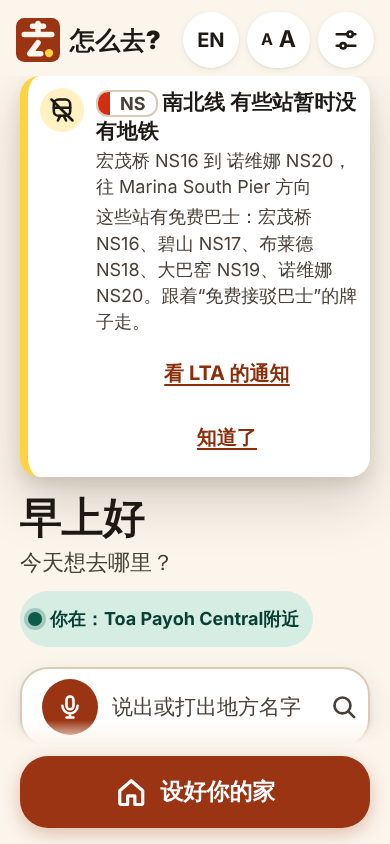 去 怎么去? EN A A
NS 南北线 有些站暂时没
有地铁
宏茂桥 NS16 到 诺维娜 NS20，
往 Marina South Pier 方向
这些站有免费巴士：宏茂桥
NS16、碧山 NS17、布莱德
NS18、大巴窑 NS19、诺维娜
NS20。跟着“免费接驳巴士”的牌
子走。
看 LTA 的通知
知道了
早上好
今天想去哪里？
你在：Toa Payoh Central附近
说出或打出地方名字
设好你的家